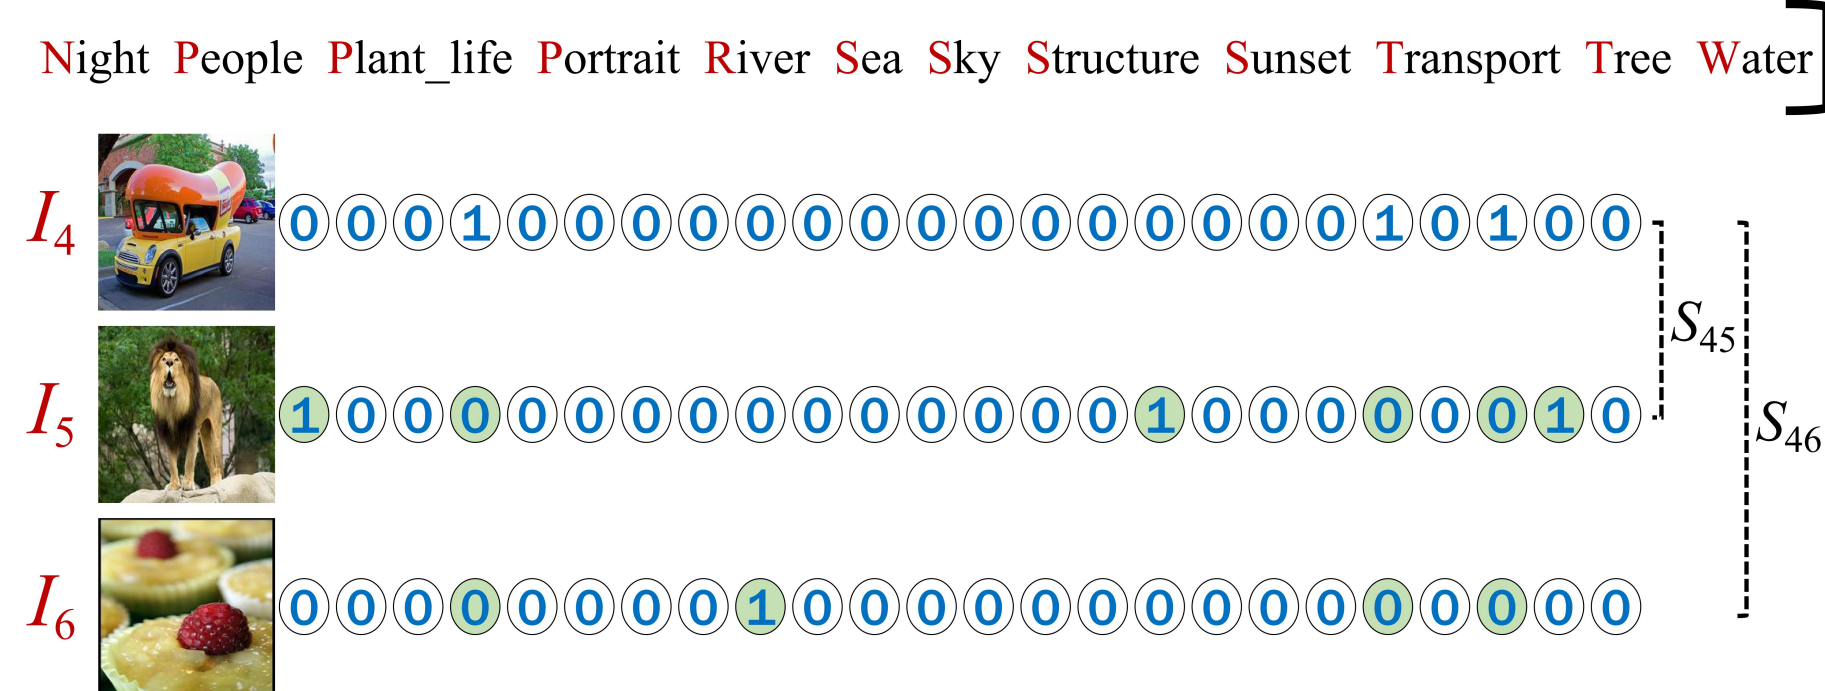 Night People Plant_life Portrait River Sea Sky Structure Sunset Transport Tree Water ]
I4 0 0 0 1 0 0 0 0 0 0 0 0 0 0 0 0 0 0 0 1 0 1 0 0
S45
I5 1 0 0 0 0 0 0 0 0 0 0 0 0 0 0 1 0 0 0 0 0 0 1 0
S46
I6 0 0 0 0 0 0 0 0 1 0 0 0 0 0 0 0 0 0 0 0 0 0 0 0